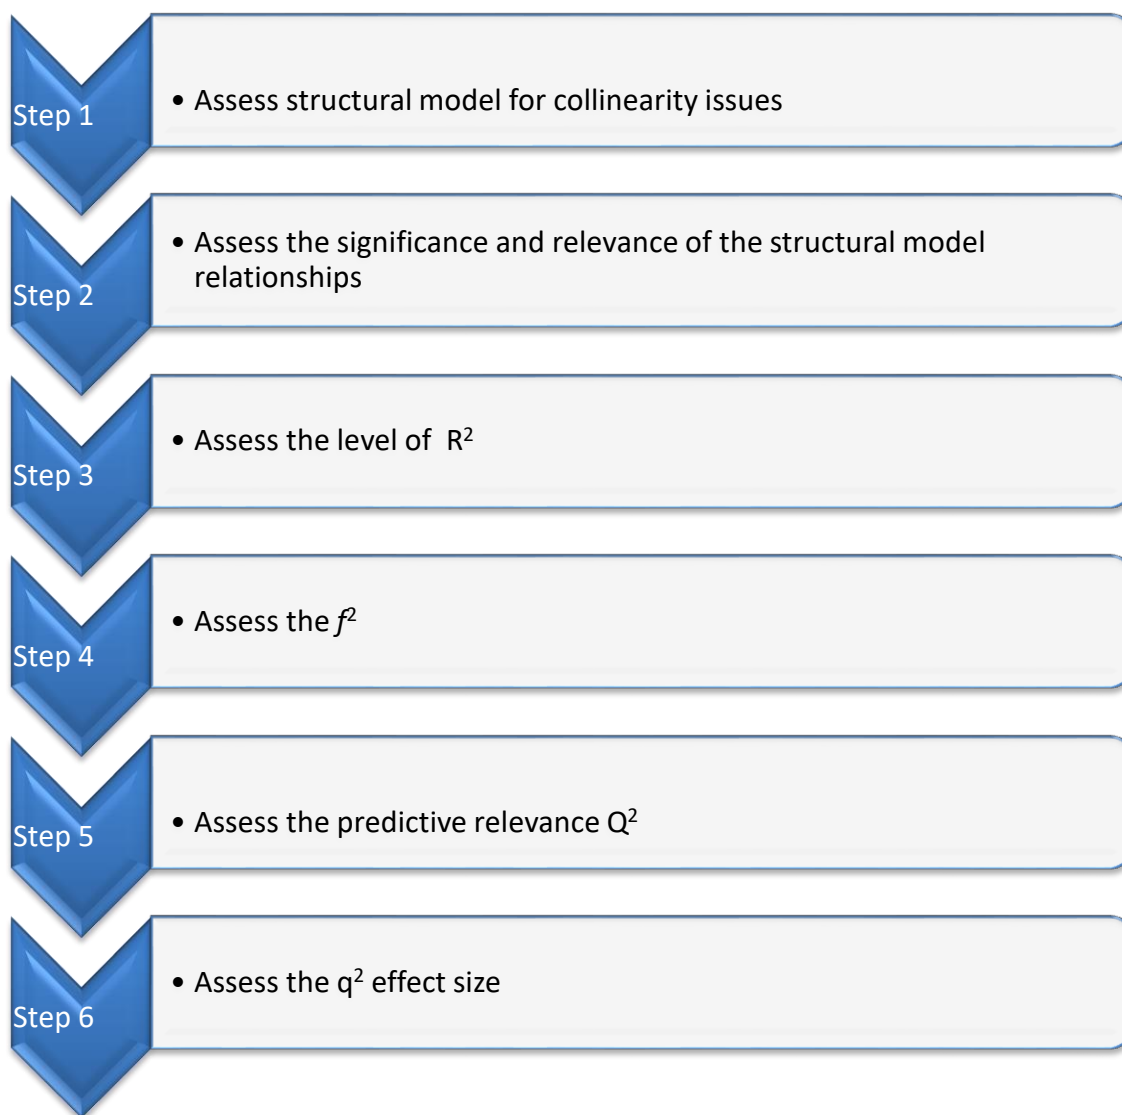 Step 1
• Assess structural model for collinearity issues
Step 2
• Assess the significance and relevance of the structural model
relationships
Step 3
• Assess the level of  R²
Step 4
• Assess the f²
Step 5
• Assess the predictive relevance Q²
Step 6
• Assess the q² effect size